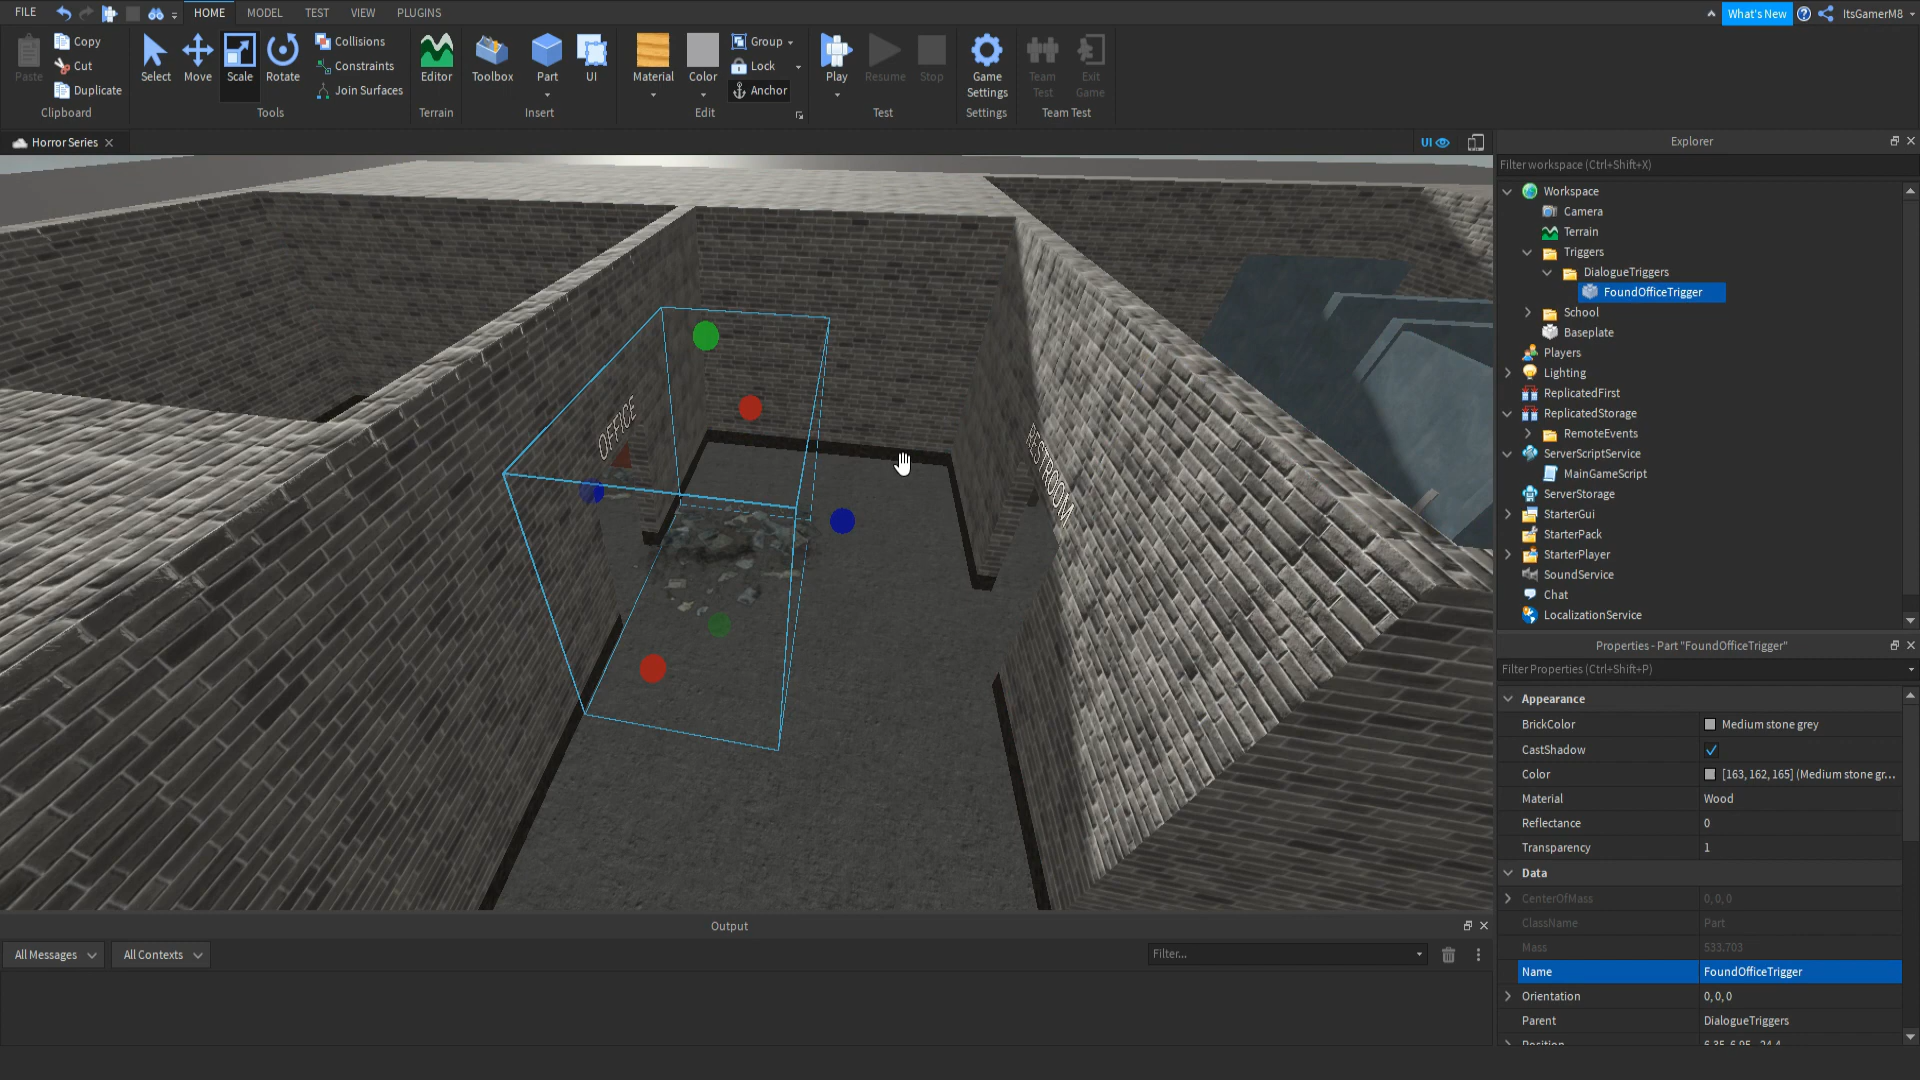 FILE HOME MODEL TEST VIEW PLUGINS What's New ItsGamerM8
Copy Collisions Group
Cut Constraints Lock
Paste Select Move Scale Rotate Editor Toolbox Part UI Material Color Play Resume Stop Game Settings Team Test Exit Game
Duplicate Join Surfaces Anchor
Clipboard Tools Terrain Insert Edit Test Settings Team Test
Horror Series UI
OFFICE
RESTROOM
Output
All Messages All Contexts Filter...
Explorer
Filter workspace (Ctrl+Shift+X)
Workspace
Camera
Terrain
Triggers
DialogueTriggers
FoundOfficeTrigger
School
Baseplate
Players
Lighting
ReplicatedFirst
ReplicatedStorage
RemoteEvents
ServerScriptService
MainGameScript
ServerStorage
StarterGui
StarterPack
StarterPlayer
SoundService
Chat
LocalizationService
Properties - Part "FoundOfficeTrigger"
Filter Properties (Ctrl+Shift+P)
Appearance
BrickColor Medium stone grey
CastShadow
Color [163, 162, 165] (Medium stone gr...
Material Wood
Reflectance 0
Transparency 1
Data
CenterOfMass 0, 0, 0
ClassName Part
Mass 533.703
Name FoundOfficeTrigger
Orientation 0, 0, 0
Parent DialogueTriggers
Position